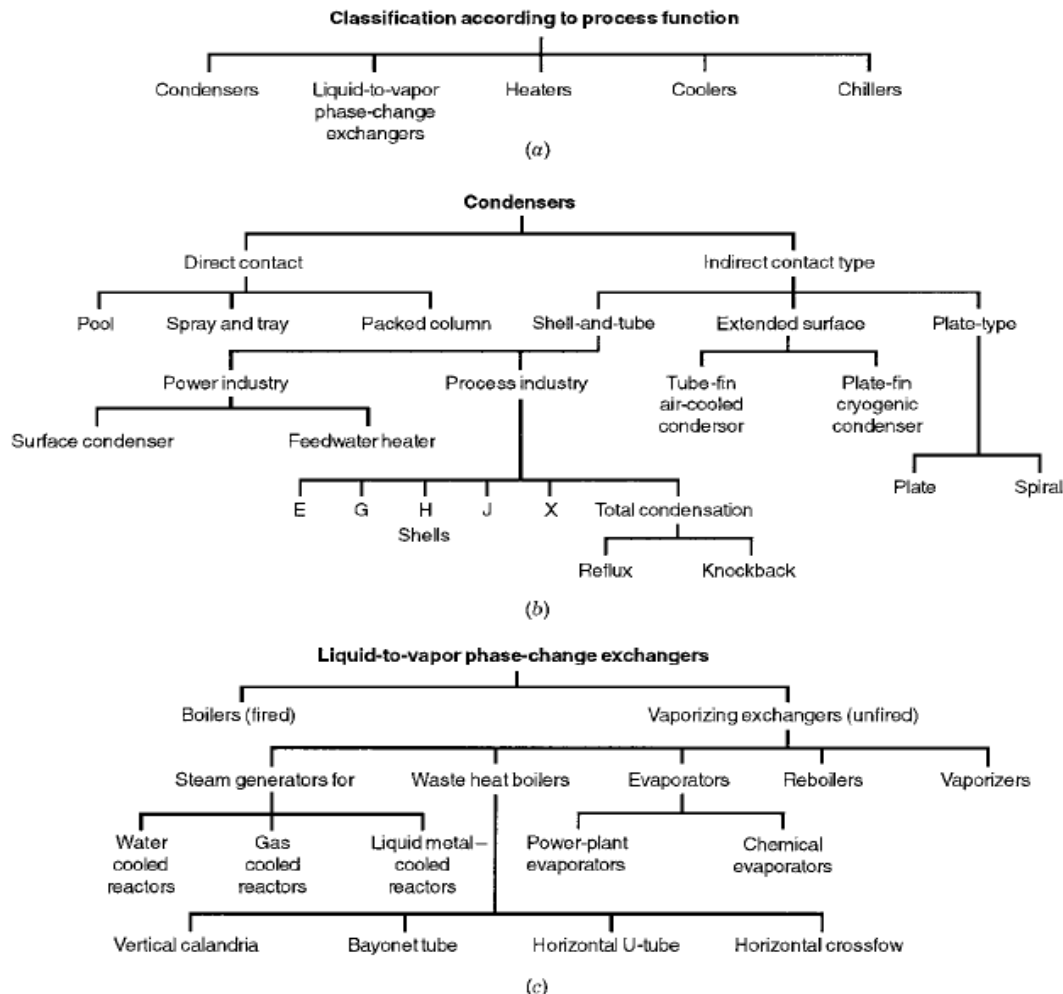 Classification according to process function
Condensers
Liquid-to-vapor
phase-change
exchangers
Heaters
Coolers
Chillers
(a)
Condensers
Direct contact
Indirect contact type
Pool
Spray and tray
Packed column
Shell-and-tube
Extended surface
Plate-type
Power industry
Process industry
Tube-fin
air-cooled
condersor
Plate-fin
cryogenic
condenser
Surface condenser
Feedwater heater
Plate
Spiral
E
G
H
J
X
Total condensation
Shells
Reflux
Knockback
(b)
Liquid-to-vapor phase-change exchangers
Boilers (fired)
Vaporizing exchangers (unfired)
Steam generators for
Waste heat boilers
Evaporators
Reboilers
Vaporizers
Water
cooled
reactors
Gas
cooled
reactors
Liquid metal–
cooled
reactors
Power-plant
evaporators
Chemical
evaporators
Vertical calandria
Bayonet tube
Horizontal U-tube
Horizontal crossfow
(c)